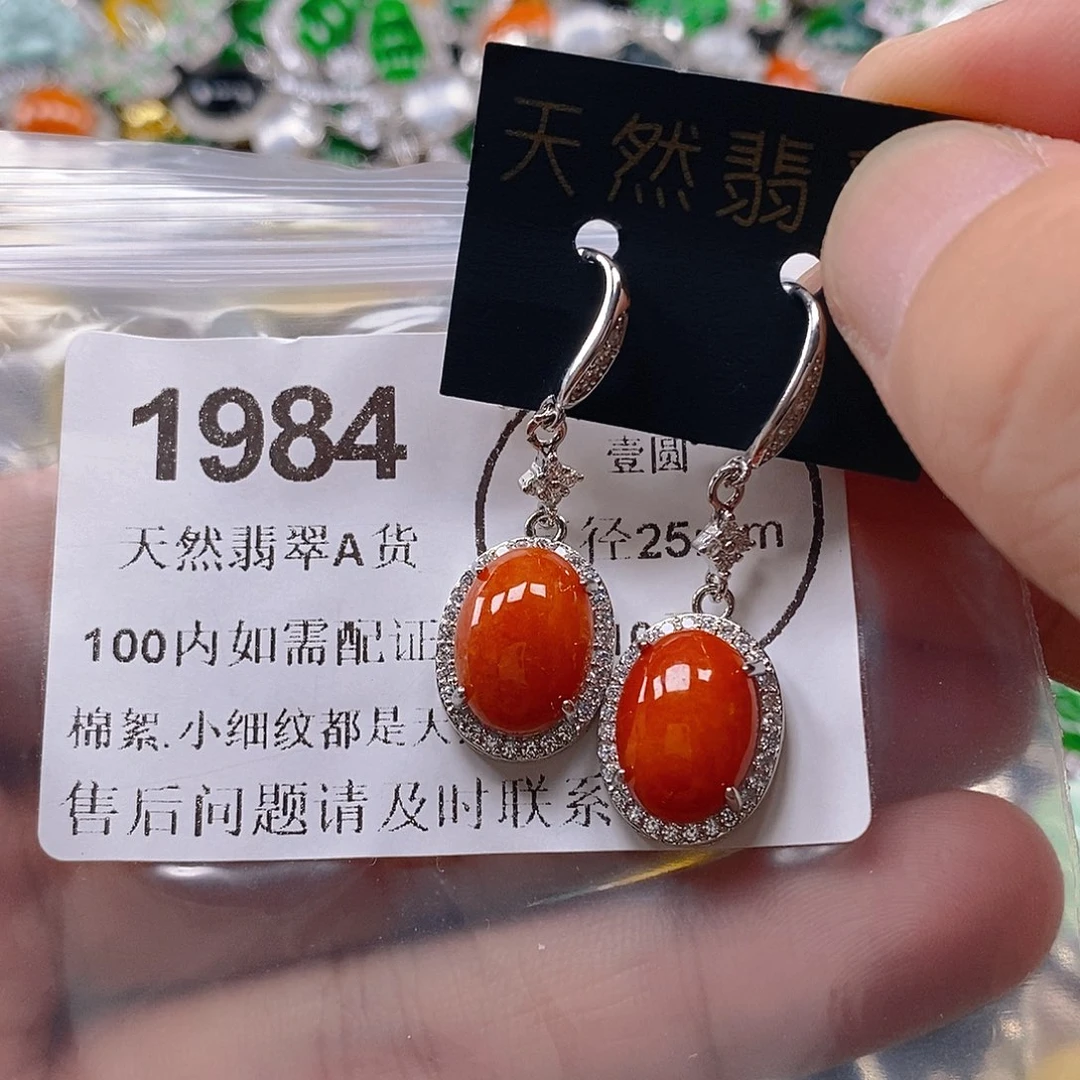 天然翡
1984
壹圆
天然翡翠A货
径25
100内如需配证
棉絮.小细纹都是天
售后问题请及时联系